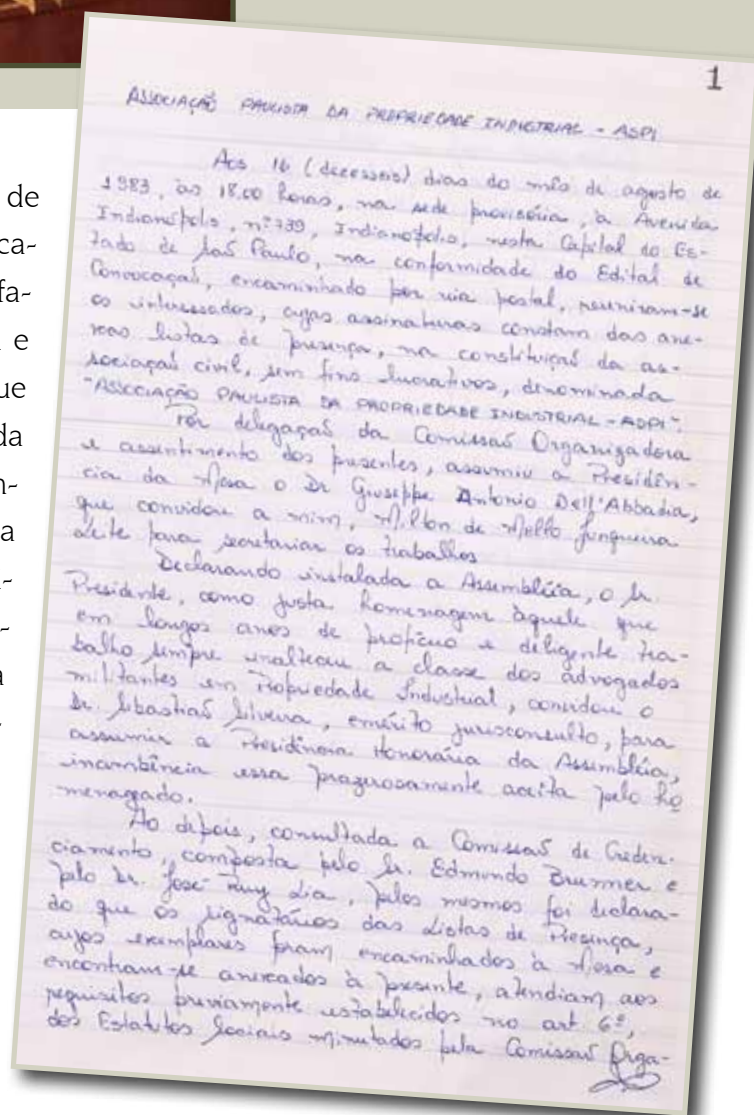 de
ca-
fa-
e
ue
da
n-
a
-
-
a
1
ASSOCIAÇÃO PAULISTA DA PROPRIEDADE INDUSTRIAL - ASPI
Aos 16 (dezesseis) dias do mês de agosto de
1983, às 18.00 horas, na sede provisória, à Avenida
Indianópolis, nº 739, Indianópolis, nesta Capital do Es-
tado de São Paulo, na conformidade do Edital de
Convocação, encaminhado por via postal, reuniram-se
os interessados, cujas assinaturas constam das ane-
xas listas de presença, na constituição da as-
sociação civil, sem fins lucrativos, denominada
"ASSOCIAÇÃO PAULISTA DA PROPRIEDADE INDUSTRIAL - ASPI".
Por delegação da Comissão Organizadora
e assentimento dos presentes, assumiu a Presidên-
cia da Mesa o Dr Giuseppe Antonio Dell'Abbadia,
que convidou a mim, Milton de Mello Junqueira
Leite para secretariar os trabalhos
Declarando instalada a Assembléia, o Sr.
Presidente, como justa homenagem àquele que
em longos anos de profícuo e diligente tra-
balho sempre enalteceu a classe dos advogados
militantes em Propriedade Industrial, convidou o
Dr. Sebastião Silveira, emérito jurisconsulto, para
assumir a Presidência Honorária da Assembléia,
incumbência essa prazerosamente aceita pelo ho
menageado.
Ao depois, consultada a Comissão de Creden-
ciamento, composta pelo Sr. Edmundo Brunner e
pelo Dr. José Ruy Lia, pelos mesmos foi declara-
do que os signatários das Listas de Presença,
cujos exemplares foram encaminhados à Mesa e
encontram-se anexados à presente, atendiam aos
requisitos previamente estabelecidos no art 6º,
dos Estatutos Sociais minutados pela Comissão Orga-